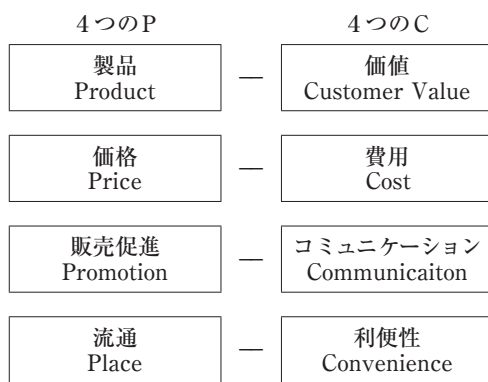 4つのP
4つのC
製品
Product
価値
Customer Value
価格
Price
費用
Cost
販売促進
Promotion
コミュニケーション
Communicaiton
流通
Place
利便性
Convenience